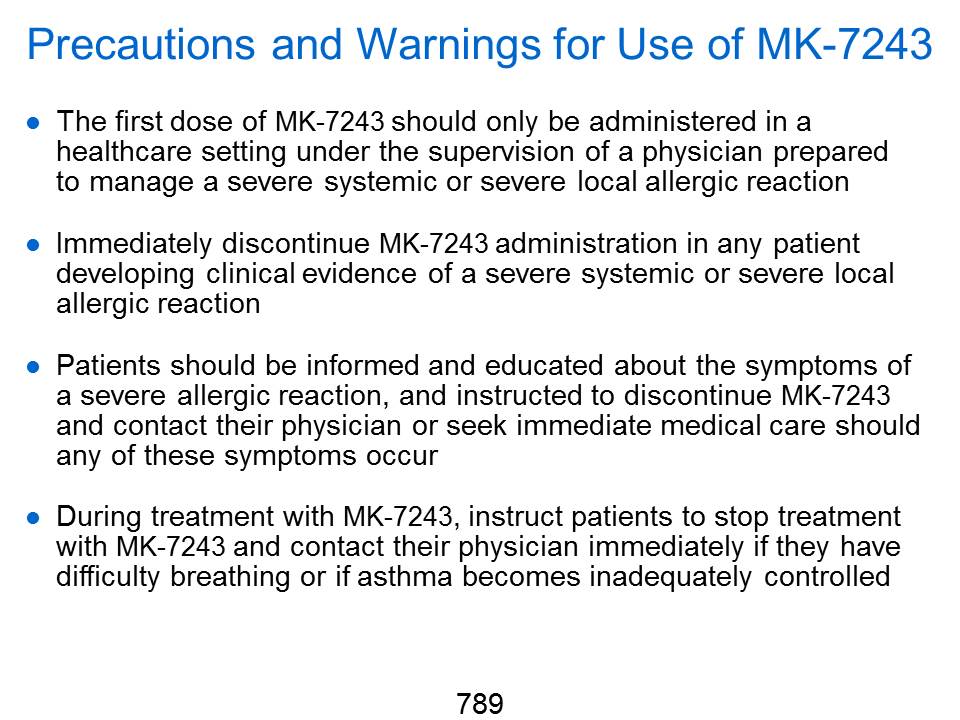 Precautions and Warnings for Use of MK-7243
● The first dose of MK-7243 should only be administered in a
healthcare setting under the supervision of a physician prepared
to manage a severe systemic or severe local allergic reaction
● Immediately discontinue MK-7243 administration in any patient
developing clinical evidence of a severe systemic or severe local
allergic reaction
● Patients should be informed and educated about the symptoms of
a severe allergic reaction, and instructed to discontinue MK-7243
and contact their physician or seek immediate medical care should
any of these symptoms occur
● During treatment with MK-7243, instruct patients to stop treatment
with MK-7243 and contact their physician immediately if they have
difficulty breathing or if asthma becomes inadequately controlled
789